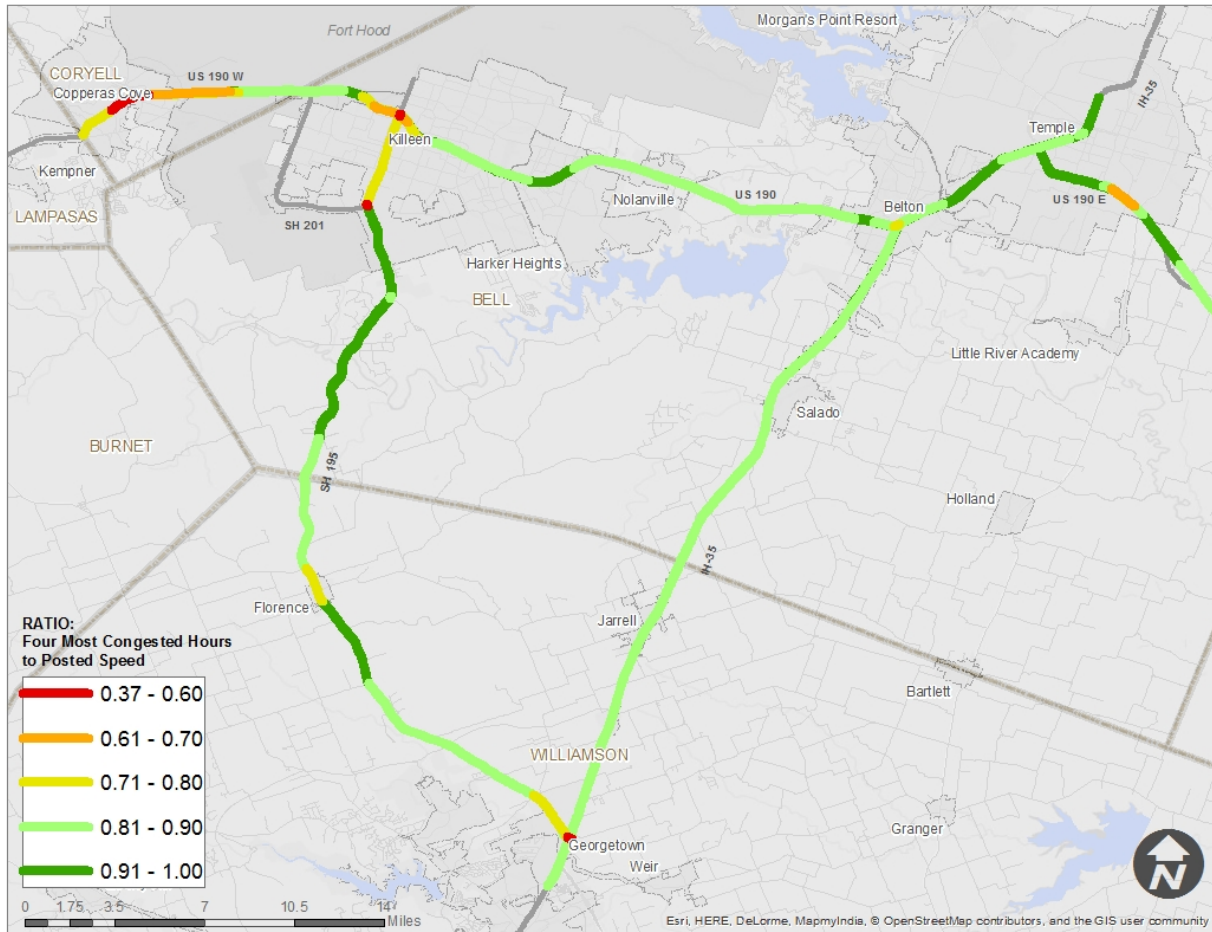 Morgan's Point Resort
Fort Hood
CORYELL
US 190 W
Copperas Cove
IH-35
Temple
Killeen
Kempner
Nolanville
US 190
Belton
US 190 E
LAMPASAS
SH 201
Harker Heights
BELL
Little River Academy
Salado
BURNET
SH 195
Holland
IH-35
Florence
Jarrell
RATIO:
Four Most Congested Hours
to Posted Speed
0.37 - 0.60
0.61 - 0.70
0.71 - 0.80
0.81 - 0.90
0.91 - 1.00
Bartlett
WILLIAMSON
Granger
Georgetown
Weir
N
0 1.75 3.5 7 10.5 14
Miles
Esri, HERE, DeLorme, MapmyIndia, © OpenStreetMap contributors, and the GIS user community